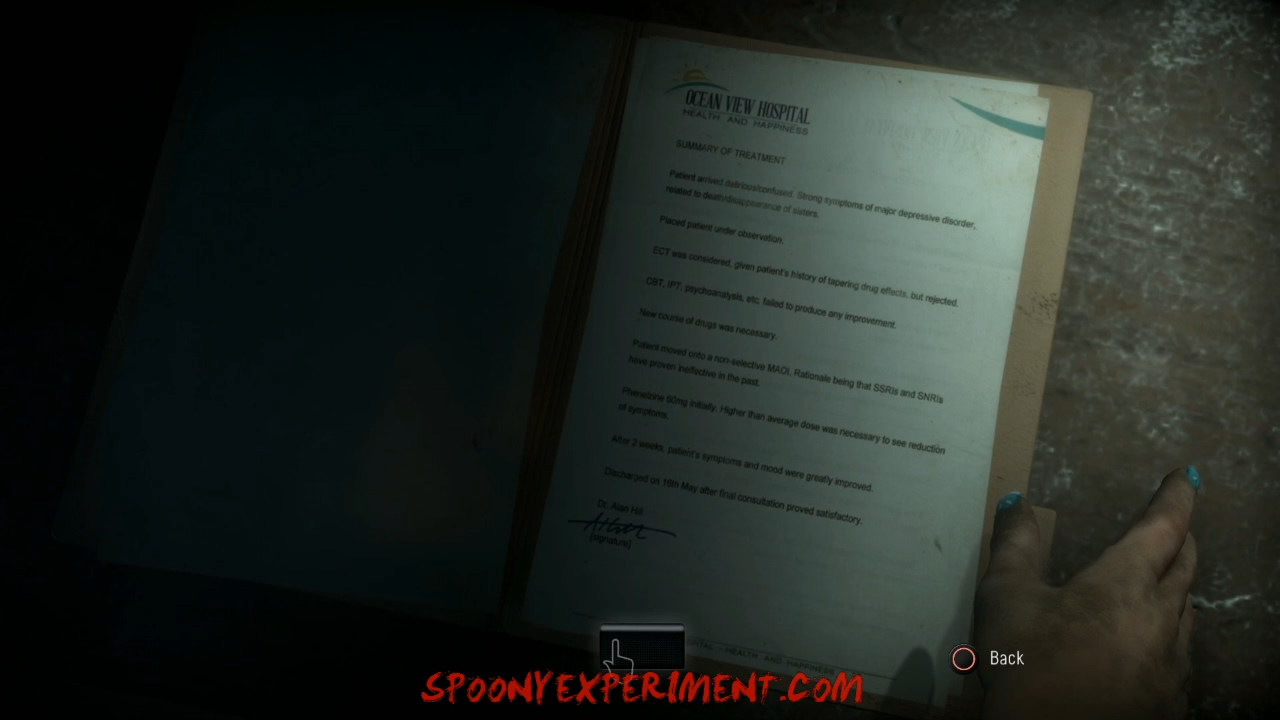 OCEAN VIEW HOSPITAL
HEALTH AND HAPPINESS
SUMMARY OF TREATMENT
Patient arrived delirious/confused. Strong symptoms of major depressive disorder,
related to death/disappearance of sisters.
Placed patient under observation.
ECT was considered, given patient's history of tapering drug effects, but rejected.
CBT, IPT, psychoanalysis, etc. failed to produce any improvement.
New course of drugs was necessary.
Patient moved onto a non-selective MAOI. Rationale being that SSRIs and SNRIs
have proven ineffective in the past.
Phenelzine 60mg initially. Higher than average dose was necessary to see reduction
of symptoms.
After 2 weeks, patient's symptoms and mood were greatly improved.
Discharged on 16th May after final consultation proved satisfactory.
Dr. Alan Hill
[signature]
HEALTH AND HAPPINESS
Back
SPOONYEXPERIMENT.COM